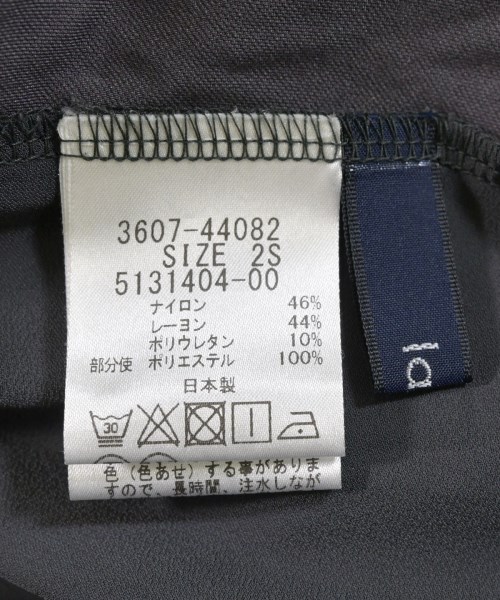 3607-44082
SIZE 2S
5131404-00
ナイロン 46%
レーヨン 44%
ポリウレタン 10%
部分使 ポリエステル 100%
日本製
30
色(色あせ)する事がありま
すので、長時間、注水しなが